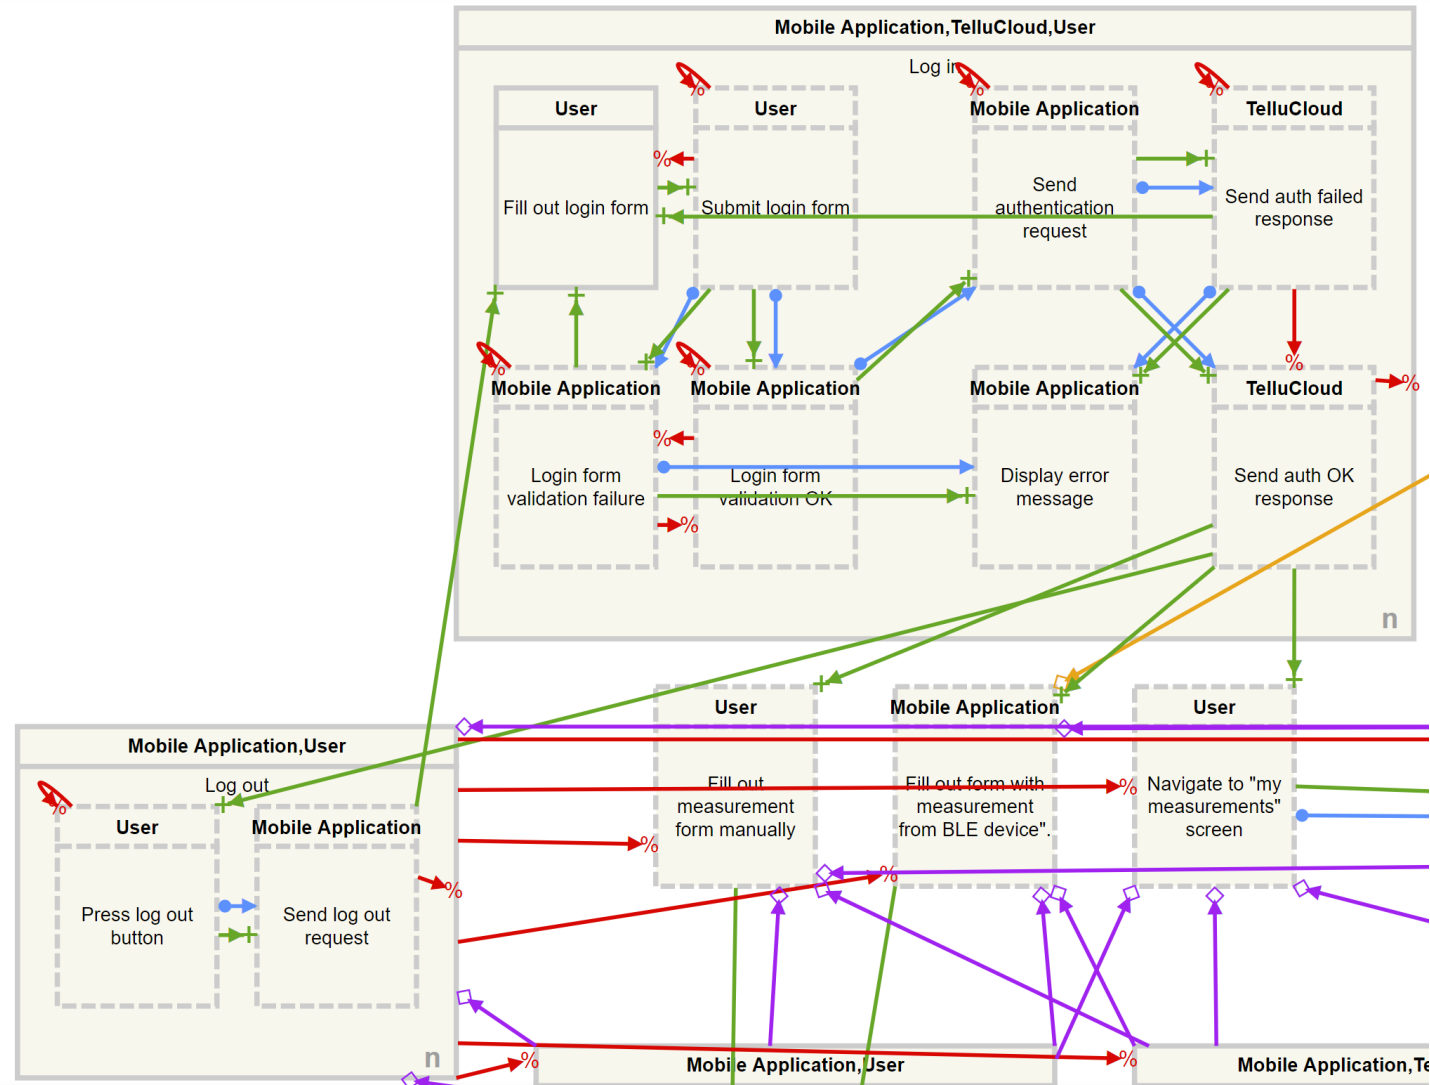 Mobile Application,TelluCloud,User
Log in
User
User
Mobile Application
TelluCloud
Fill out login form
Submit login form
Send
authentication
request
Send auth failed
response
Mobile Application
Mobile Application
Mobile Application
TelluCloud
Login form
validation failure
Login form
validation OK
Display error
message
Send auth OK
response
n
User
Mobile Application
User
Fill out
measurement
form manually
Fill out form with
measurement
from BLE device".
Navigate to "my
measurements"
screen
Mobile Application,User
Log out
User
Mobile Application
Press log out
button
Send log out
request
n
Mobile Application,User
Mobile Application,Te